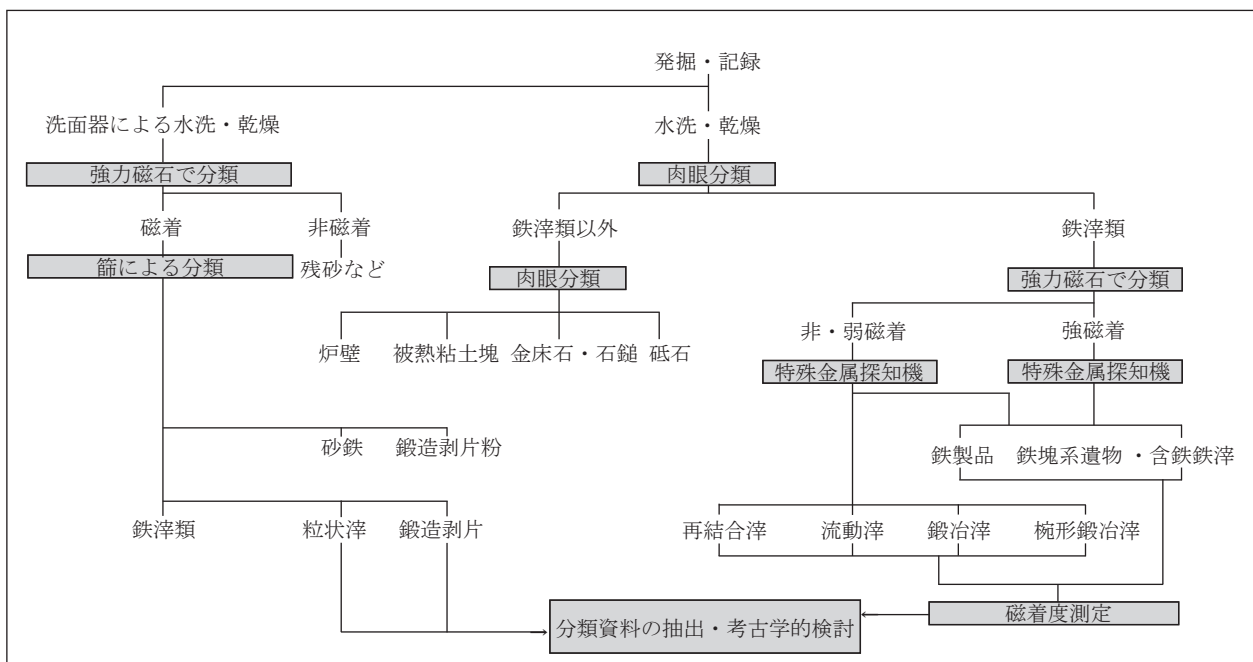 発掘・記録
洗面器による水洗・乾燥
水洗・乾燥
強力磁石で分類
肉眼分類
磁着
非磁着
鉄滓類以外
鉄滓類
篩による分類
残砂など
肉眼分類
強力磁石で分類
炉壁
被熱粘土塊
金床石・石鎚
砥石
非・弱磁着
強磁着
特殊金属探知機
特殊金属探知機
砂鉄
鍛造剥片粉
鉄製品
鉄塊系遺物
・含鉄鉄滓
鉄滓類
粒状滓
鍛造剥片
再結合滓
流動滓
鍛冶滓
椀形鍛冶滓
分類資料の抽出・考古学的検討
磁着度測定